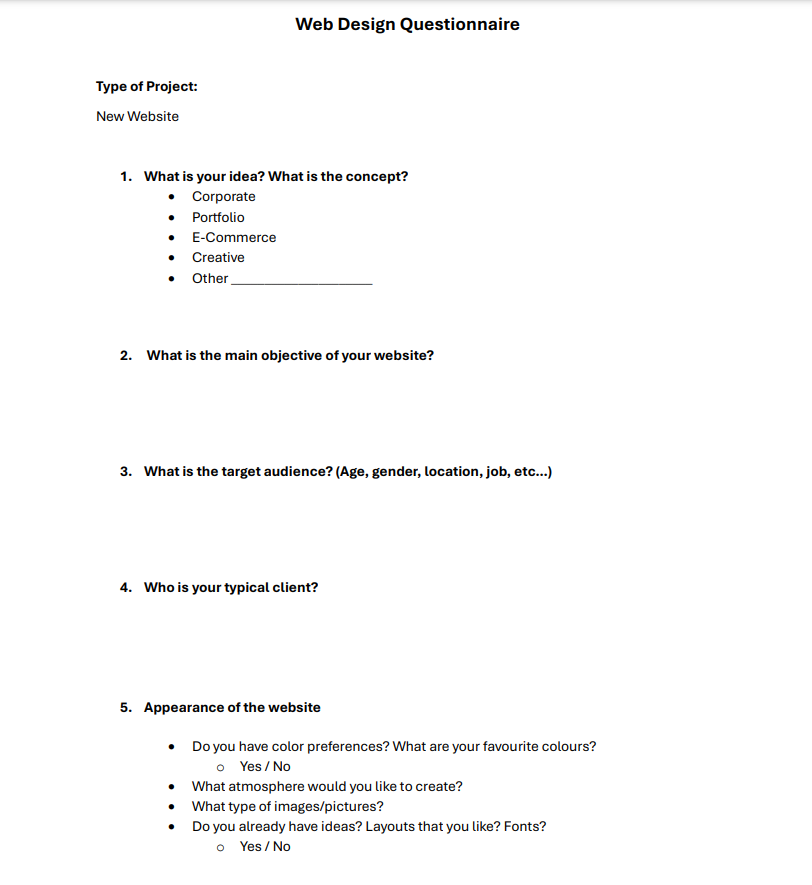 Web Design Questionnaire
Type of Project:
New Website
1. What is your idea? What is the concept?
• Corporate
• Portfolio
• E-Commerce
• Creative
• Other ____________________
2. What is the main objective of your website?
3. What is the target audience? (Age, gender, location, job, etc...)
4. Who is your typical client?
5. Appearance of the website
• Do you have color preferences? What are your favourite colours?
o Yes / No
• What atmosphere would you like to create?
• What type of images/pictures?
• Do you already have ideas? Layouts that you like? Fonts?
o Yes / No